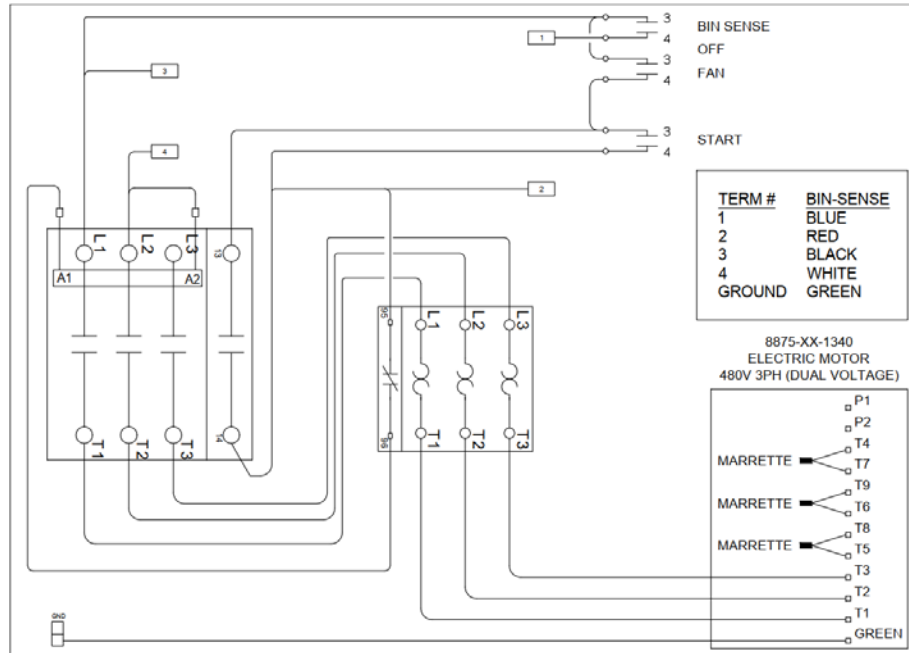 3
BIN SENSE
1
4
OFF
3
3
FAN
4
4
3
START
4
2
TERM # BIN-SENSE
1 BLUE
2 RED
3 BLACK
4 WHITE
GROUND GREEN
L1 L2 L3 13
A1 A2
95 L1 L2 L3
8875-XX-1340
ELECTRIC MOTOR
480V 3PH (DUAL VOLTAGE)
P1
P2
T1 T2 T3 14
96 T1 T2 T3
T4
MARRETTE
T7
T9
MARRETTE
T6
T8
MARRETTE
T5
T3
T2
T1
GND
GREEN